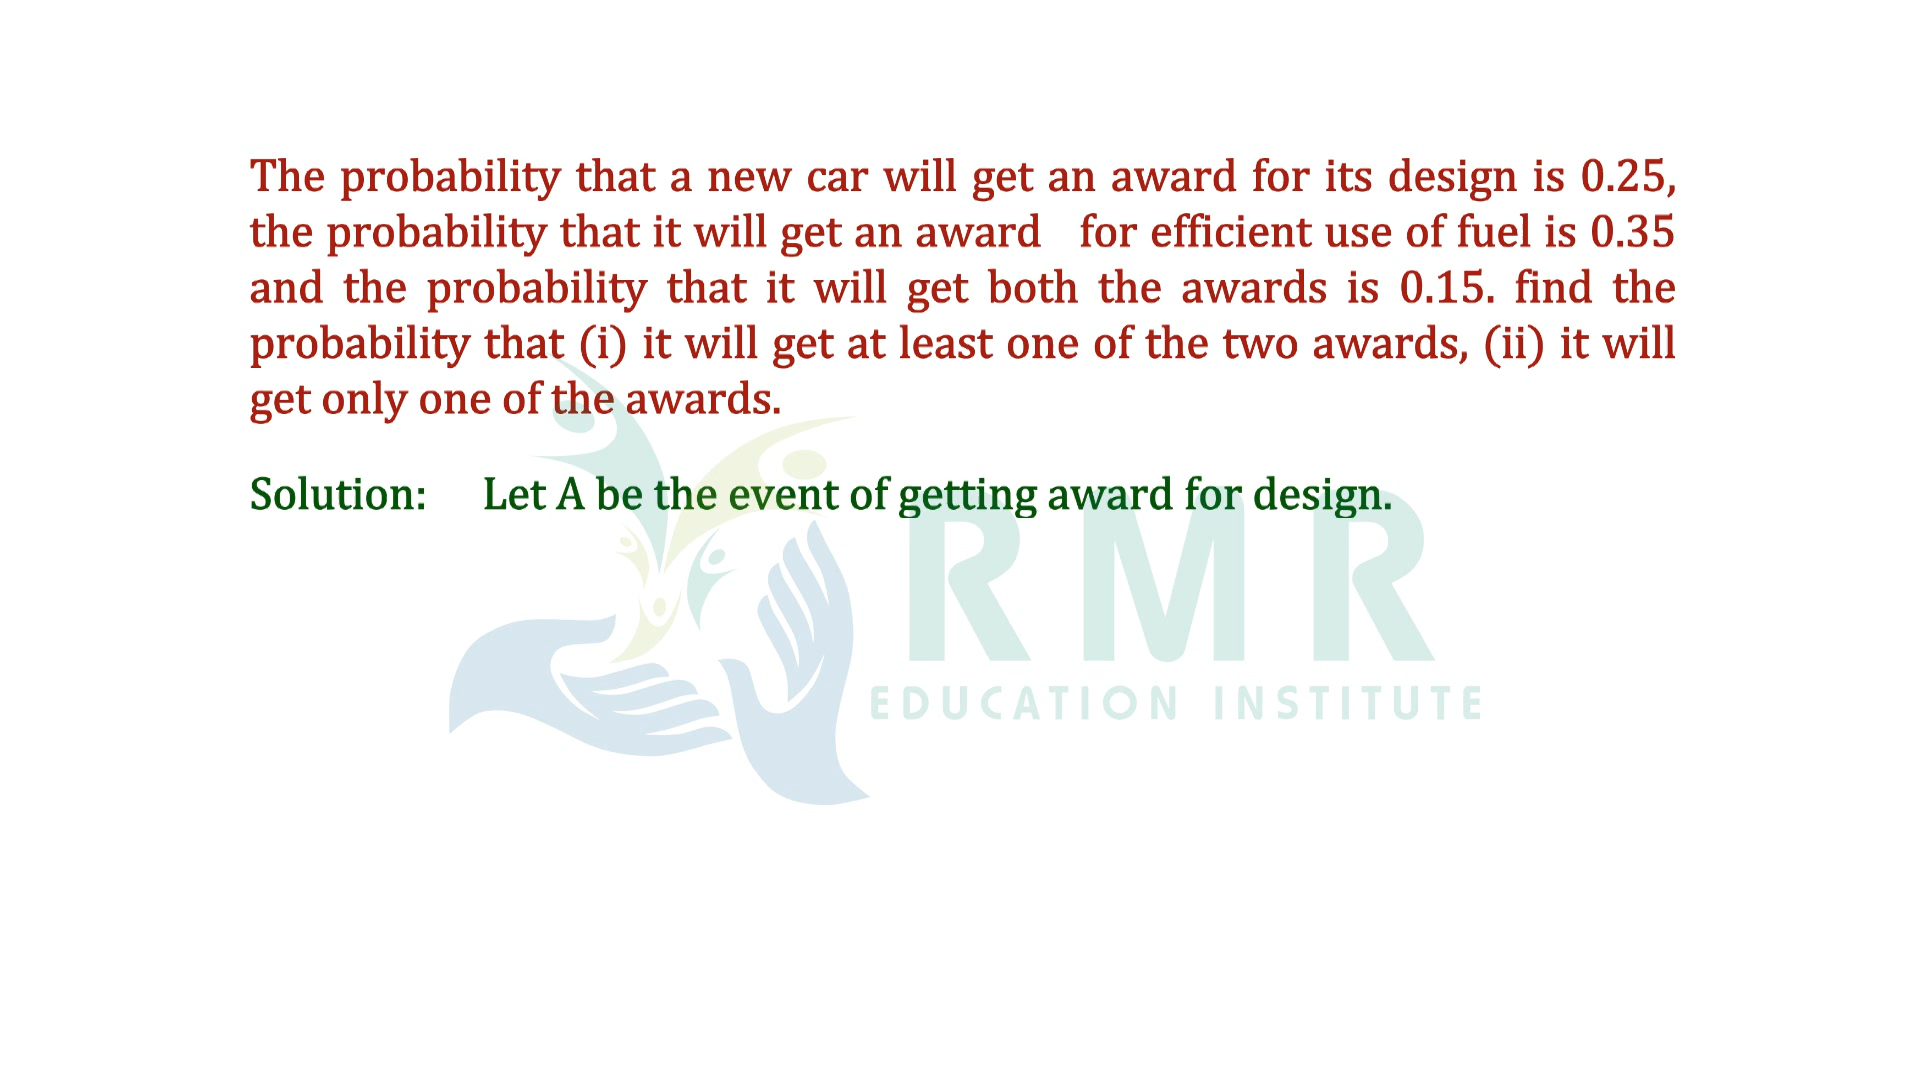 The probability that a new car will get an award for its design is 0.25,
the probability that it will get an award for efficient use of fuel is 0.35
and the probability that it will get both the awards is 0.15. find the
probability that (i) it will get at least one of the two awards, (ii) it will
get only one of the awards.
Solution: Let A be the event of getting award for design.
RMR
EDUCATION INSTITUTE